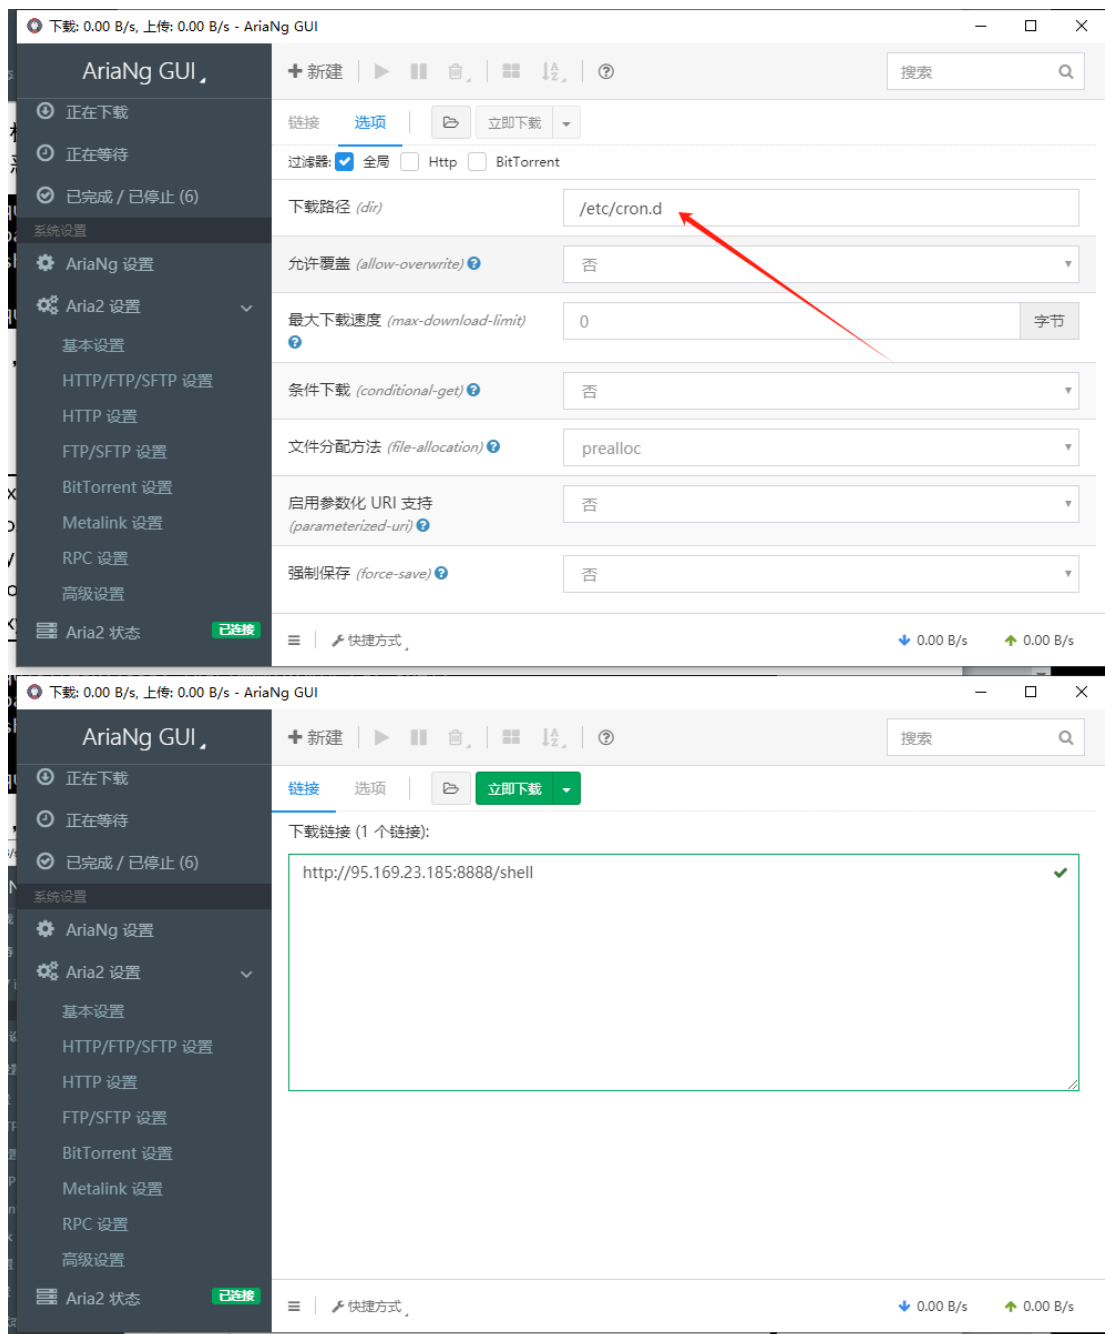 下载: 0.00 B/s, 上传: 0.00 B/s - AriaNg GUI
AriaNg GUI
新建
搜索
正在下载
正在等待
已完成 / 已停止 (6)
系统设置
AriaNg 设置
Aria2 设置
基本设置
HTTP/FTP/SFTP 设置
HTTP 设置
FTP/SFTP 设置
BitTorrent 设置
Metalink 设置
RPC 设置
高级设置
Aria2 状态 已连接
链接 选项 立即下载
过滤器: 全局 Http BitTorrent
下载路径 (dir) /etc/cron.d
允许覆盖 (allow-overwrite) 否
最大下载速度 (max-download-limit) 0 字节
条件下载 (conditional-get) 否
文件分配方法 (file-allocation) prealloc
启用参数化 URI 支持
(parameterized-uri) 否
强制保存 (force-save) 否
快捷方式 0.00 B/s 0.00 B/s
下载: 0.00 B/s, 上传: 0.00 B/s - AriaNg GUI
AriaNg GUI
新建
搜索
正在下载
正在等待
已完成 / 已停止 (6)
系统设置
AriaNg 设置
Aria2 设置
基本设置
HTTP/FTP/SFTP 设置
HTTP 设置
FTP/SFTP 设置
BitTorrent 设置
Metalink 设置
RPC 设置
高级设置
Aria2 状态 已连接
链接 选项 立即下载
下载链接 (1 个链接):
http://95.169.23.185:8888/shell
快捷方式 0.00 B/s 0.00 B/s